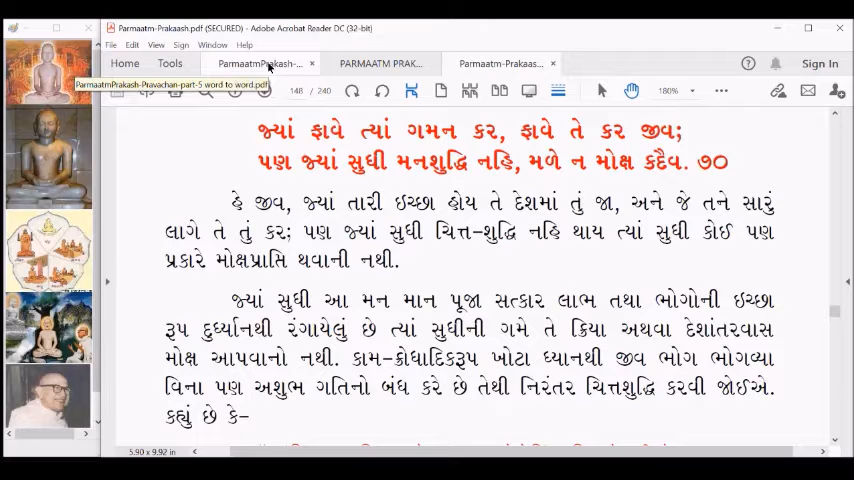 Parmaatm-Prakaash.pdf (SECURED) - Adobe Acrobat Reader DC (32-bit)
File Edit View Sign Window Help
Home Tools ParmaatmPrakash-... × PARMAATM PRAK... Parmaatm-Prakaas... × Sign In
ParmaatmPrakash-Pravachan-part-5 word to word.pdf
148 / 240 180%
જ્યાં ફાવે ત્યાં ગમન કર, ફાવે તે કર જીવ;
પણ જ્યાં સુધી મનશુદ્ધિ નહિ, મળે ન મોક્ષ કદૈવ. ૭૦
હે જીવ, જ્યાં તારી ઇચ્છા હોય તે દેશમાં તું જા, અને જે તને સારું
લાગે તે તું કર; પણ જ્યાં સુધી ચિત્ત-શુદ્ધિ નહિ થાય ત્યાં સુધી કોઈ પણ
પ્રકારે મોક્ષપ્રાપ્તિ થવાની નથી.
જ્યાં સુધી આ મન માન પૂજા સત્કાર લાભ તથા ભોગોની ઇચ્છા
રૂપ દુર્ધ્યાનથી રંગાયેલું છે ત્યાં સુધીની ગમે તે ક્રિયા અથવા દેશાંતરવાસ
મોક્ષ આપવાનો નથી. કામ-ક્રોધાદિકરૂપ ખોટા ધ્યાનથી જીવ ભોગ ભોગવ્યા
વિના પણ અશુભ ગતિનો બંધ કરે છે તેથી નિરંતર ચિત્તશુદ્ધિ કરવી જોઈએ.
કહ્યું છે કે-
5.90 x 9.92 in